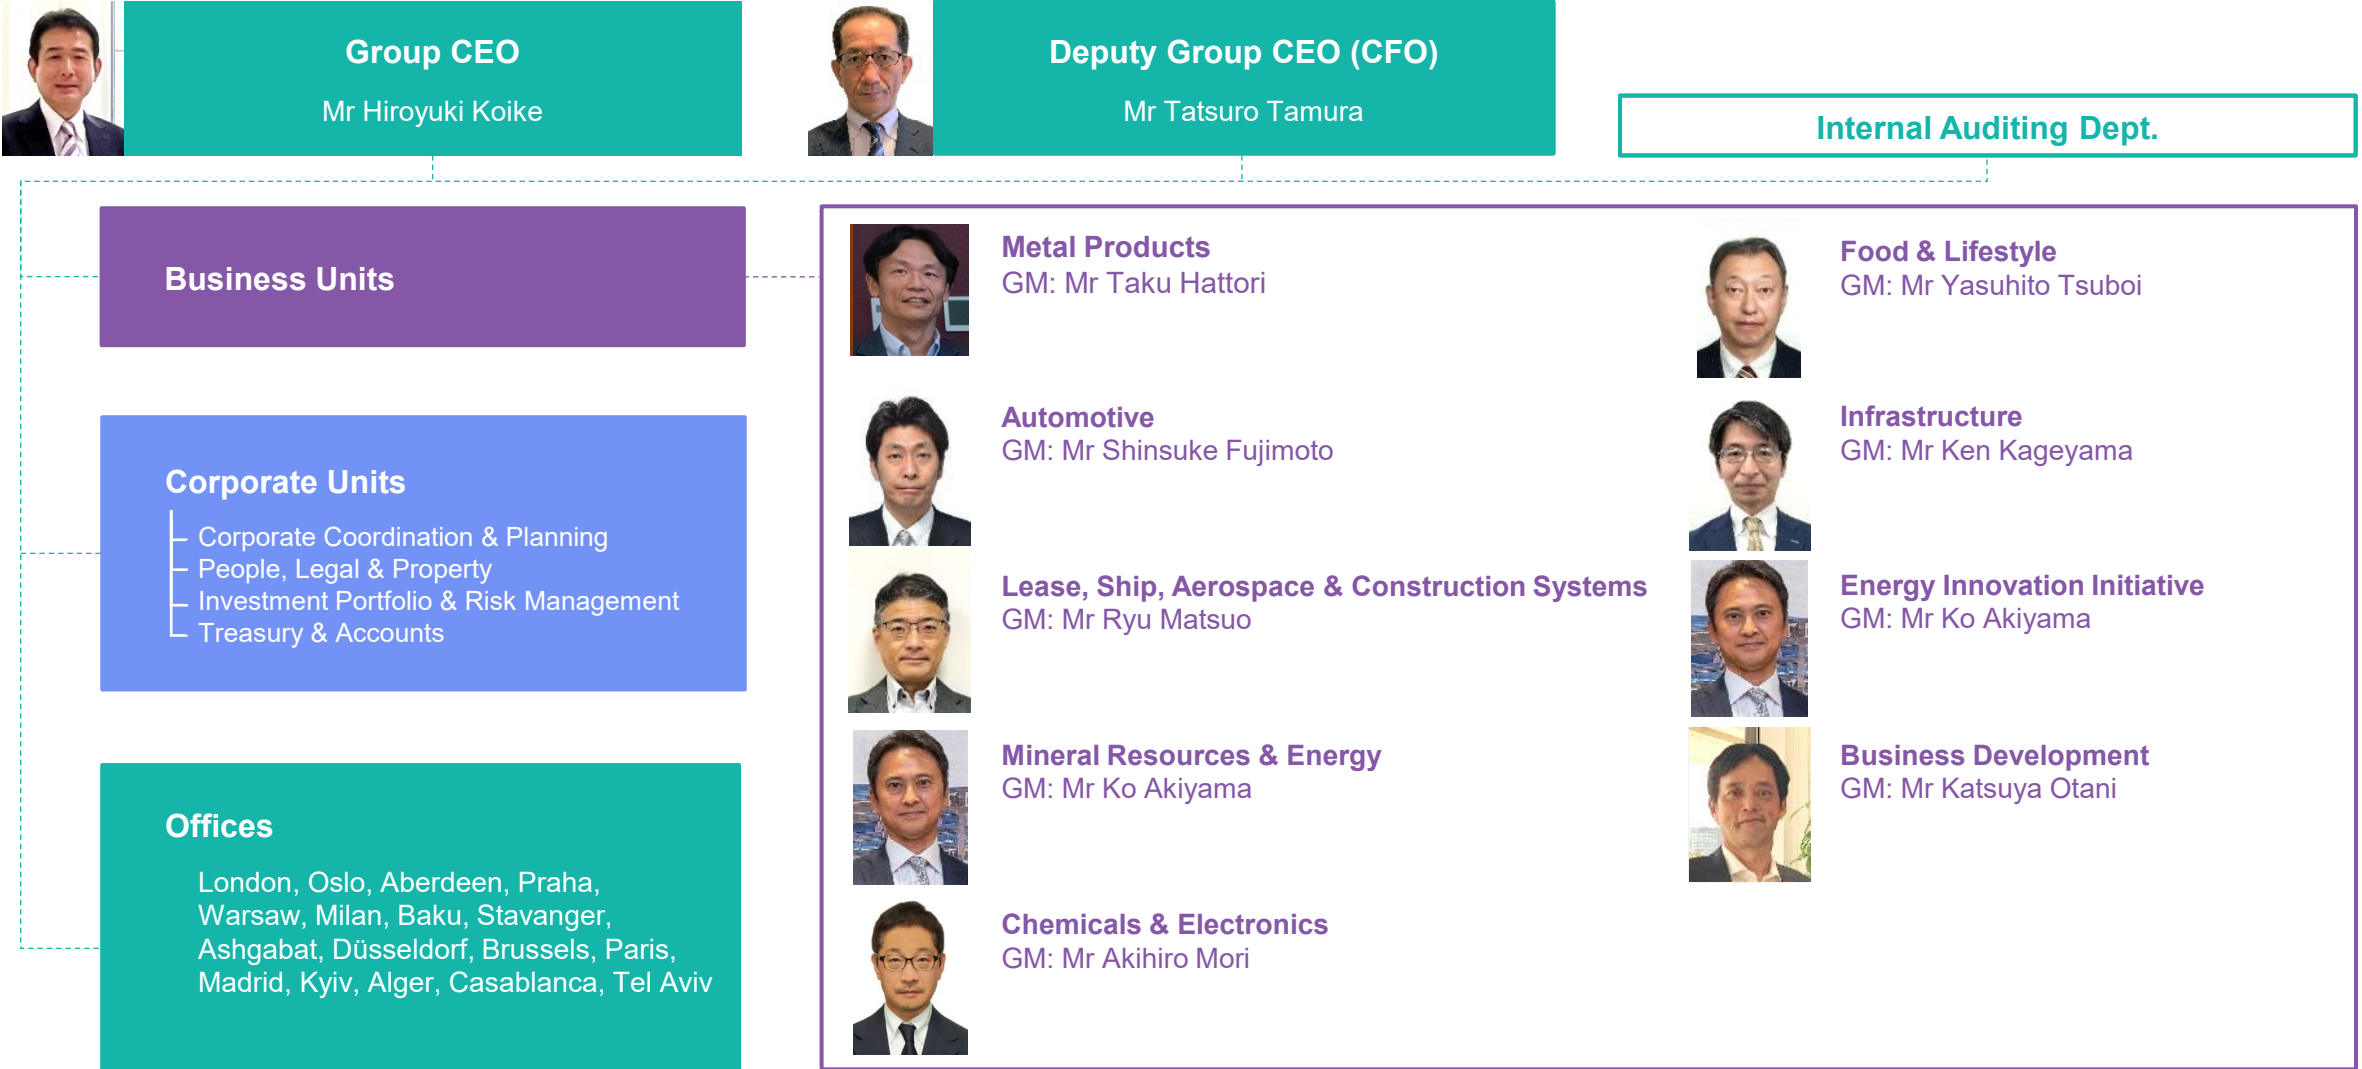 Group CEO
Mr Hiroyuki Koike
Deputy Group CEO (CFO)
Mr Tatsuro Tamura
Internal Auditing Dept.
Business Units
Corporate Units
Corporate Coordination & Planning
People, Legal & Property
Investment Portfolio & Risk Management
Treasury & Accounts
Offices
London, Oslo, Aberdeen, Praha,
Warsaw, Milan, Baku, Stavanger,
Ashgabat, Düsseldorf, Brussels, Paris,
Madrid, Kyiv, Alger, Casablanca, Tel Aviv
Metal Products
GM: Mr Taku Hattori
Automotive
GM: Mr Shinsuke Fujimoto
Lease, Ship, Aerospace & Construction Systems
GM: Mr Ryu Matsuo
Mineral Resources & Energy
GM: Mr Ko Akiyama
Chemicals & Electronics
GM: Mr Akihiro Mori
Food & Lifestyle
GM: Mr Yasuhito Tsuboi
Infrastructure
GM: Mr Ken Kageyama
Energy Innovation Initiative
GM: Mr Ko Akiyama
Business Development
GM: Mr Katsuya Otani